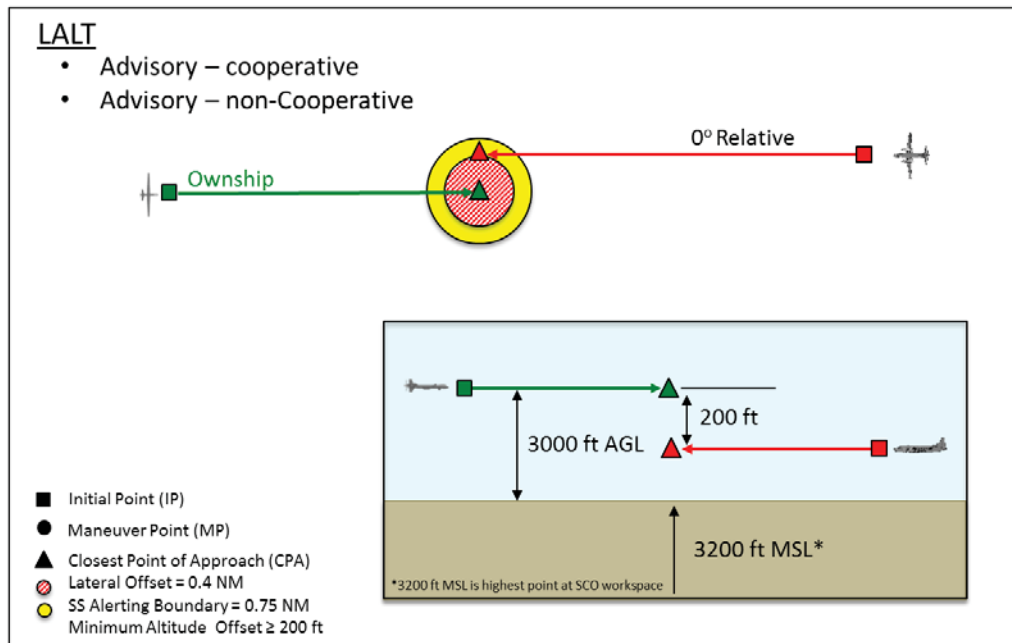 LALT
• Advisory – cooperative
• Advisory – non-Cooperative
0° Relative
Ownship
200 ft
3000 ft AGL
3200 ft MSL*
*3200 ft MSL is highest point at SCO workspace
Initial Point (IP)
Maneuver Point (MP)
Closest Point of Approach (CPA)
Lateral Offset = 0.4 NM
SS Alerting Boundary = 0.75 NM
Minimum Altitude Offset ≥ 200 ft